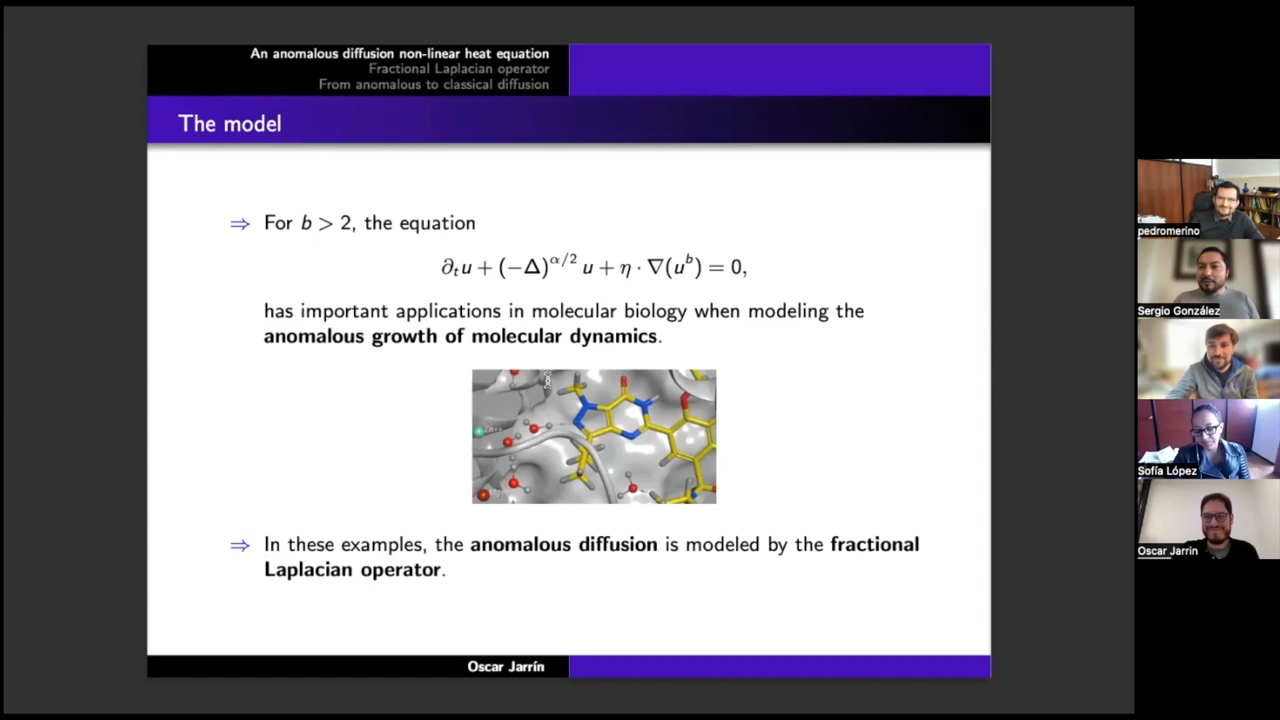 An anomalous diffusion non-linear heat equation
Fractional Laplacian operator
From anomalous to classical diffusion
The model
⇒ For b > 2, the equation
∂ₜu + (−Δ)^{α/2} u + η · ∇(u^b) = 0,
has important applications in molecular biology when modeling the
anomalous growth of molecular dynamics.
⇒ In these examples, the anomalous diffusion is modeled by the fractional
Laplacian operator.
Oscar Jarrín
pedromerino
Sergio González
Sofía López
Oscar Jarrín